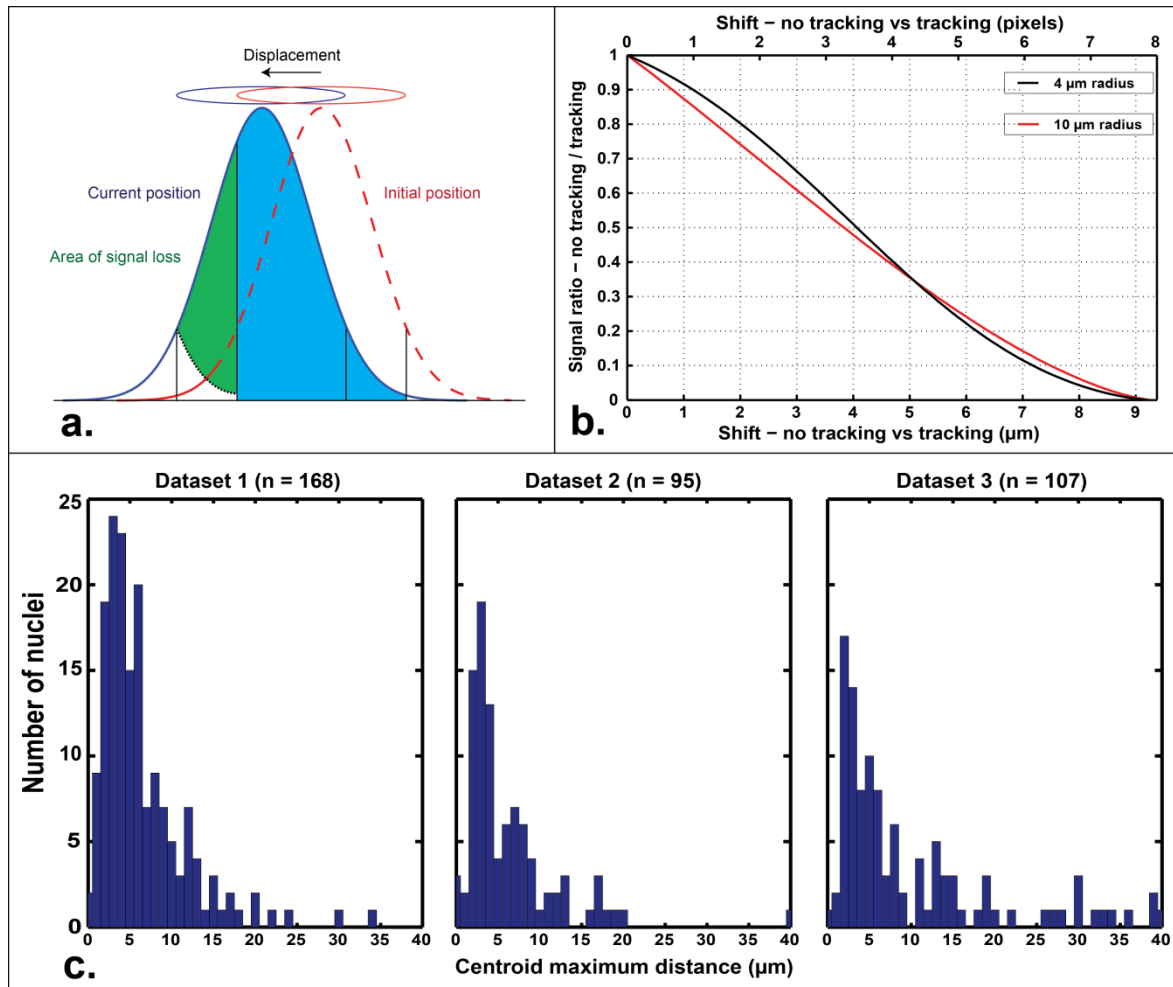 Displacement
Current position
Initial position
Area of signal loss
a.
Shift – no tracking vs tracking (pixels)
0 1 2 3 4 5 6 7 8
Signal ratio – no tracking / tracking
1
0.9
0.8
0.7
0.6
0.5
0.4
0.3
0.2
0.1
0
4 µm radius
10 µm radius
0 1 2 3 4 5 6 7 8 9
Shift – no tracking vs tracking (µm)
b.
Dataset 1 (n = 168)
Dataset 2 (n = 95)
Dataset 3 (n = 107)
Number of nuclei
25
20
15
10
5
0
0 5 10 15 20 25 30 35 40
0 5 10 15 20 25 30 35 40
0 5 10 15 20 25 30 35 40
Centroid maximum distance (µm)
c.